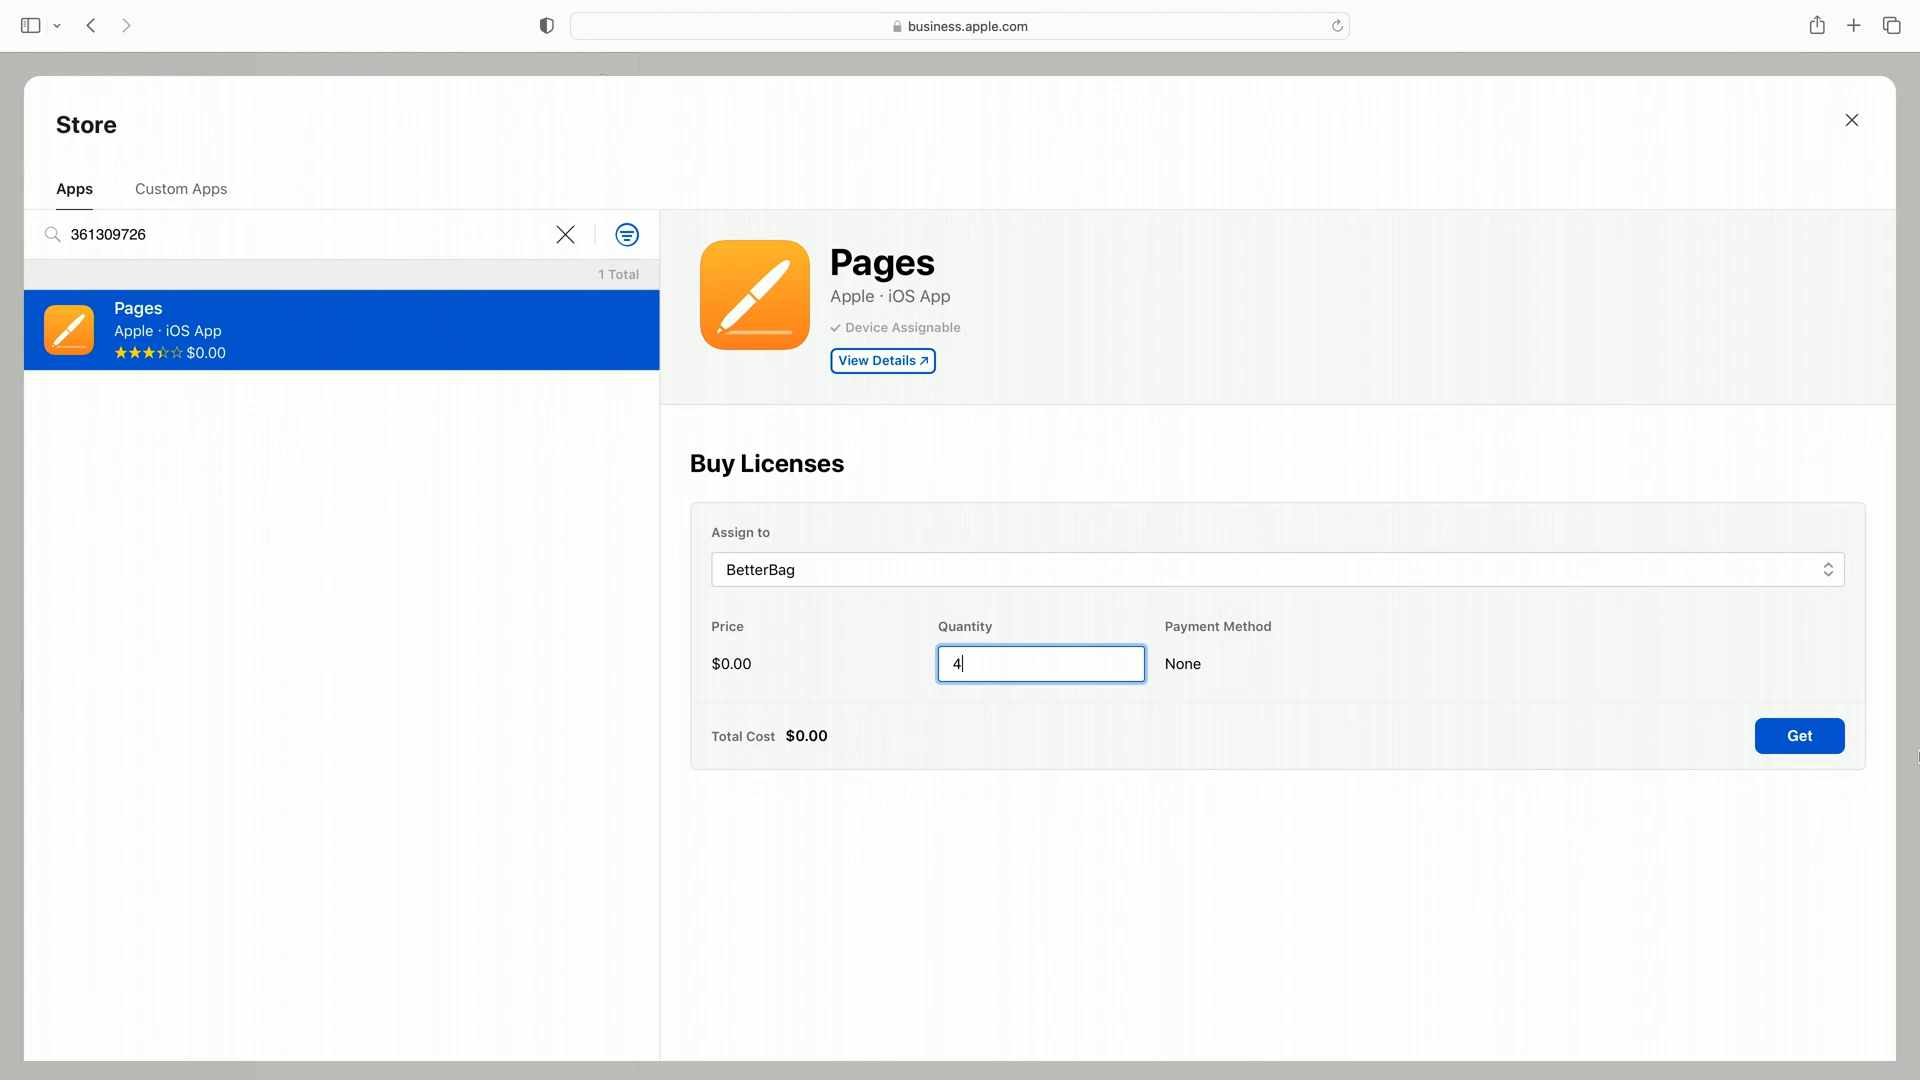 business.apple.com
Store
Apps
Custom Apps
361309726
1 Total
Pages
Apple · iOS App
$0.00
Pages
Apple · iOS App
Device Assignable
View Details ↗
Buy Licenses
Assign to
BetterBag
Price
Quantity
Payment Method
$0.00
4
None
Total Cost $0.00
Get